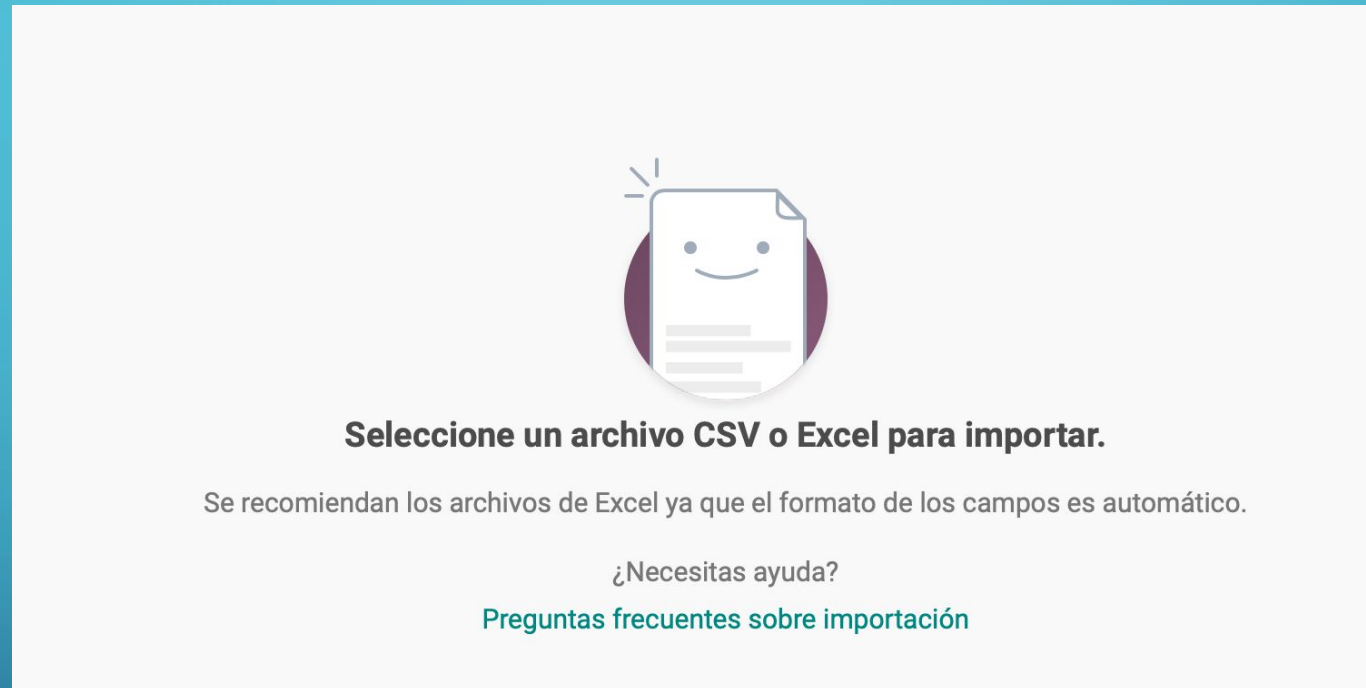 Seleccione un archivo CSV o Excel para importar.
Se recomiendan los archivos de Excel ya que el formato de los campos es automático.
¿Necesitas ayuda?
Preguntas frecuentes sobre importación